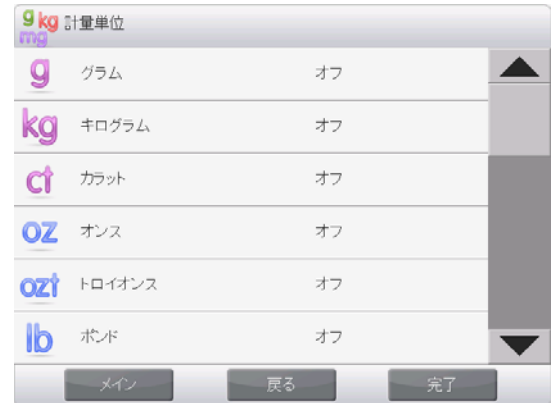 g kg mg 計量単位
g グラム オフ
kg キログラム オフ
ct カラット オフ
oz オンス オフ
ozt トロイオンス オフ
lb ポンド オフ
メイン 戻る 完了